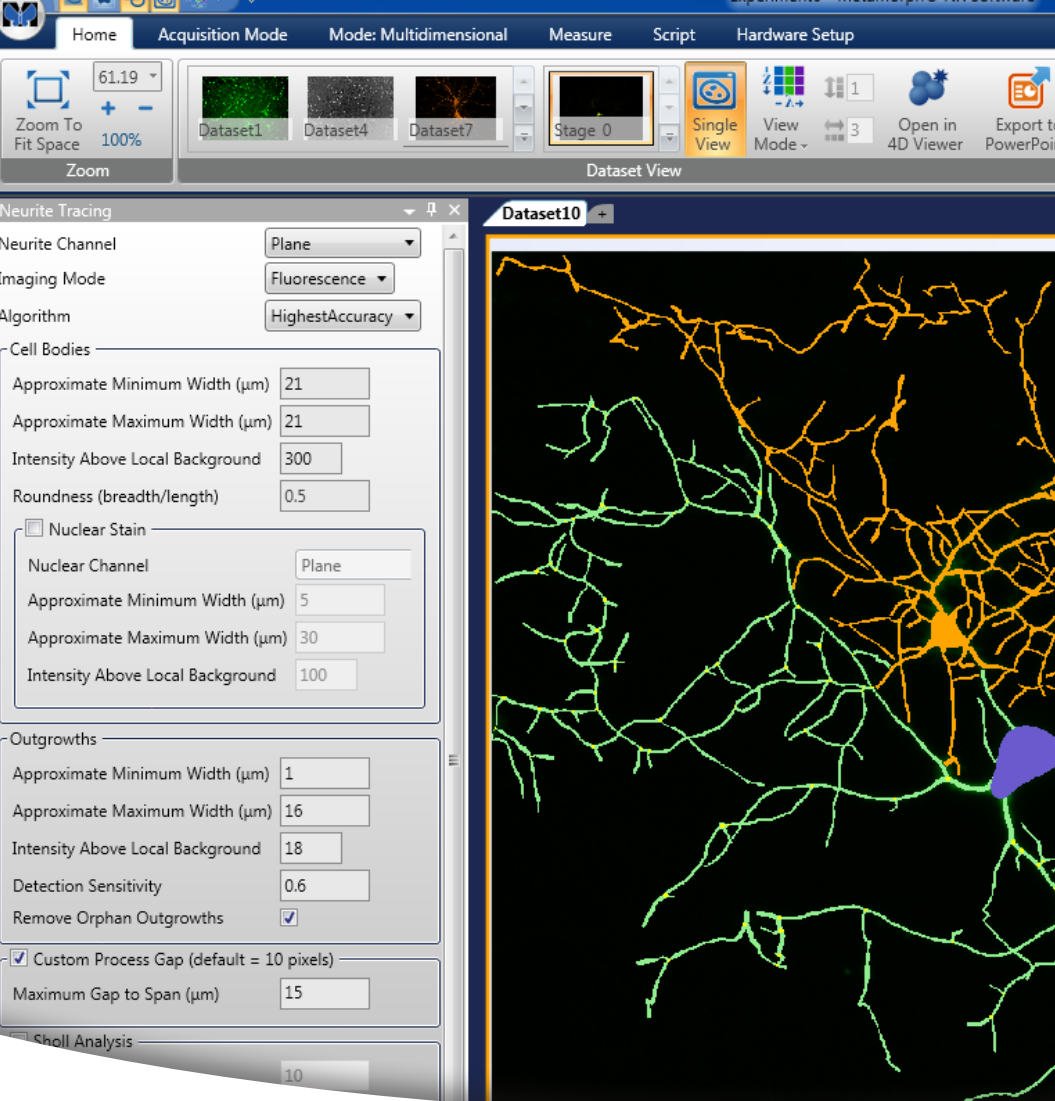 Home Acquisition Mode Mode: Multidimensional Measure Script Hardware Setup
61.19
Zoom To
Fit Space
100%
Zoom
Dataset1 Dataset4 Dataset7
Stage 0
Single
View
View
Mode
1
3
Open in
4D Viewer
Export to
PowerPoin
Dataset View
Neurite Tracing
Dataset10 +
Neurite Channel Plane
Imaging Mode Fluorescence
Algorithm HighestAccuracy
Cell Bodies
Approximate Minimum Width (µm) 21
Approximate Maximum Width (µm) 21
Intensity Above Local Background 300
Roundness (breadth/length) 0.5
Nuclear Stain
Nuclear Channel Plane
Approximate Minimum Width (µm) 5
Approximate Maximum Width (µm) 30
Intensity Above Local Background 100
Outgrowths
Approximate Minimum Width (µm) 1
Approximate Maximum Width (µm) 16
Intensity Above Local Background 18
Detection Sensitivity 0.6
Remove Orphan Outgrowths
Custom Process Gap (default = 10 pixels)
Maximum Gap to Span (µm) 15
Sholl Analysis
10